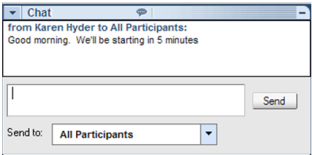 Chat
from Karen Hyder to All Participants:
Good morning. We'll be starting in 5 minutes
Send
Send to: All Participants